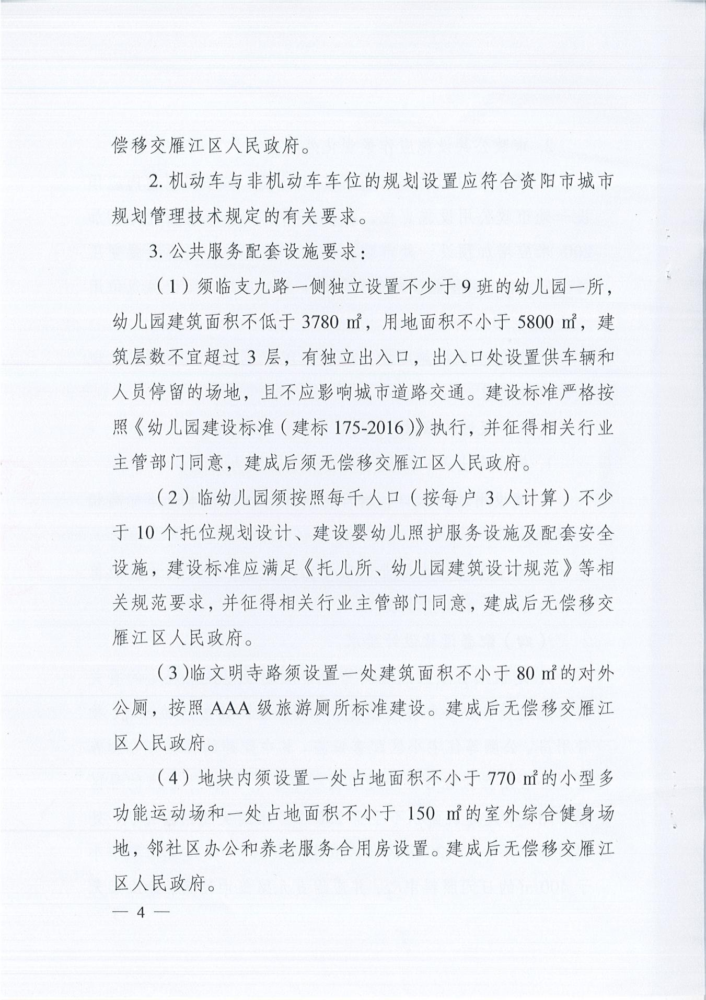 偿移交雁江区人民政府。
2. 机动车与非机动车车位的规划设置应符合资阳市城市
规划管理技术规定的有关要求。
3. 公共服务配套设施要求：
（1）须临支九路一侧独立设置不少于 9 班的幼儿园一所，
幼儿园建筑面积不低于 3780 ㎡，用地面积不小于 5800 ㎡，建
筑层数不宜超过 3 层，有独立出入口，出入口处设置供车辆和
人员停留的场地，且不应影响城市道路交通。建设标准严格按
照《幼儿园建设标准（建标 175-2016）》执行，并征得相关行业
主管部门同意，建成后须无偿移交雁江区人民政府。
（2）临幼儿园须按照每千人口（按每户 3 人计算）不少
于 10 个托位规划设计、建设婴幼儿照护服务设施及配套安全
设施，建设标准应满足《托儿所、幼儿园建筑设计规范》等相
关规范要求，并征得相关行业主管部门同意，建成后无偿移交
雁江区人民政府。
（3）临文明寺路须设置一处建筑面积不小于 80 ㎡的对外
公厕，按照 AAA 级旅游厕所标准建设。建成后无偿移交雁江
区人民政府。
（4）地块内须设置一处占地面积不小于 770 ㎡的小型多
功能运动场和一处占地面积不小于 150 ㎡的室外综合健身场
地，邻社区办公和养老服务合用房设置。建成后无偿移交雁江
区人民政府。
— 4 —